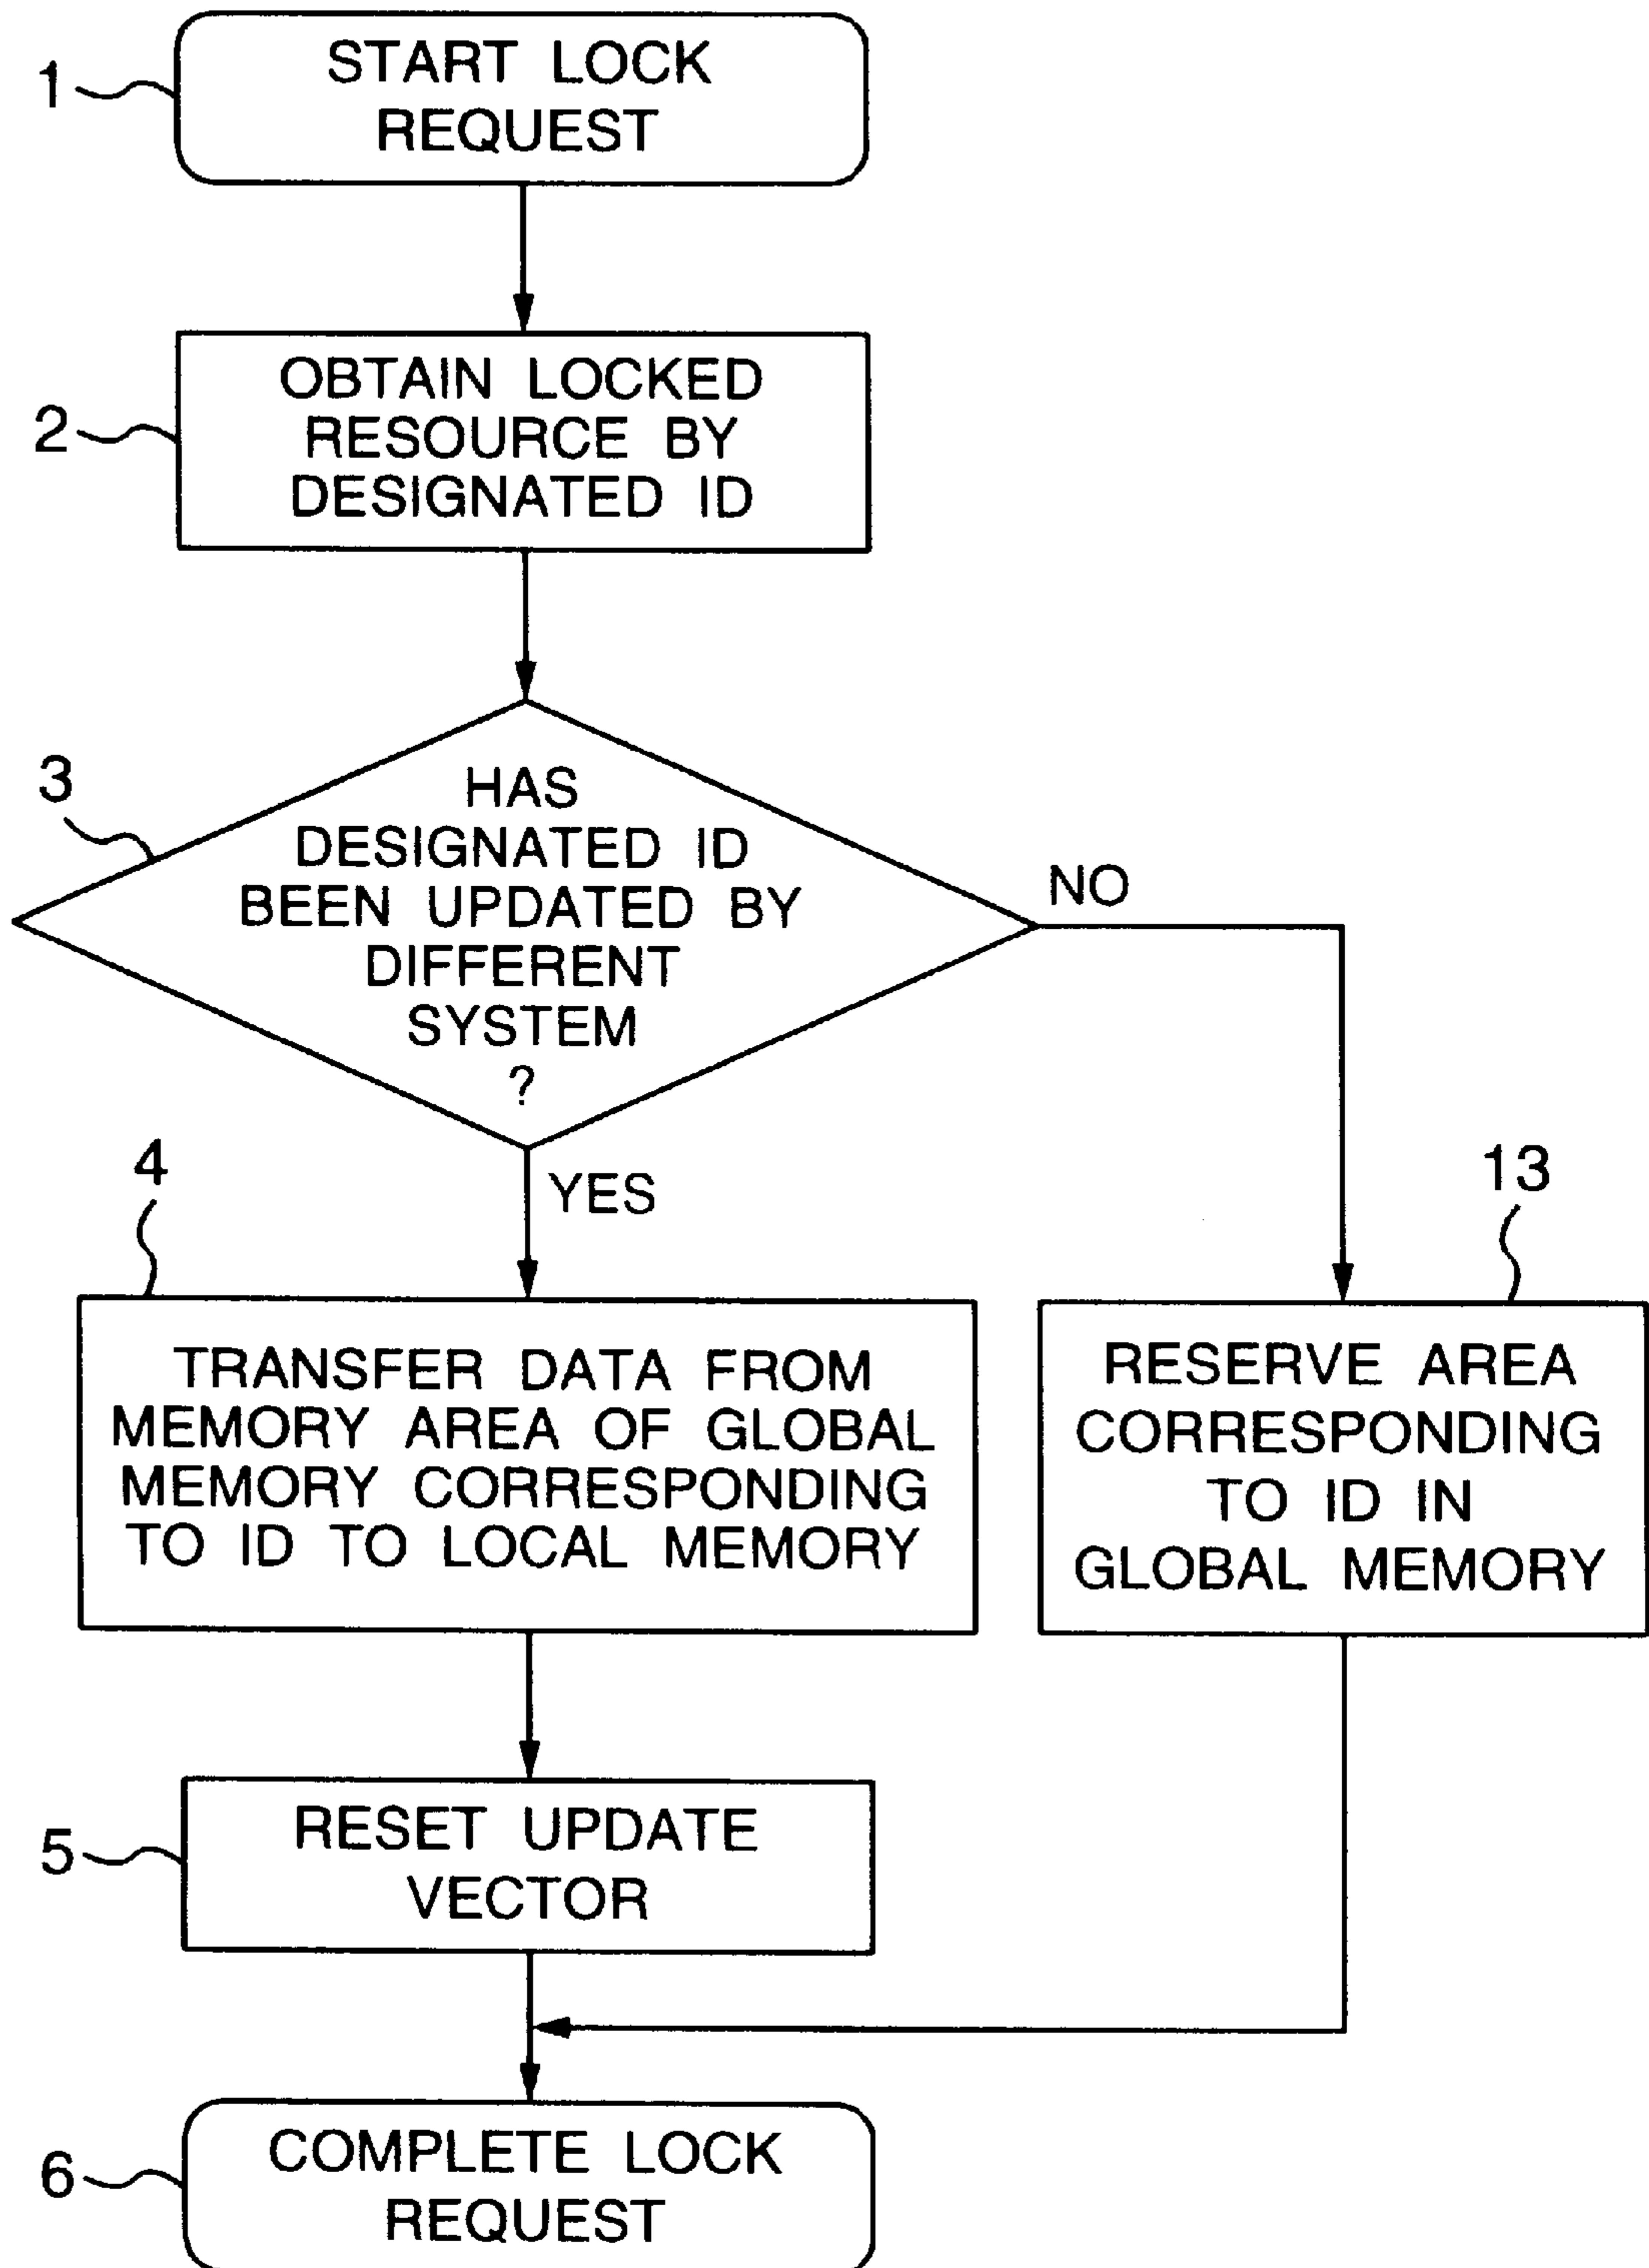 1
START LOCK
REQUEST
2
OBTAIN LOCKED
RESOURCE BY
DESIGNATED ID
3
HAS
DESIGNATED ID
BEEN UPDATED BY
DIFFERENT
SYSTEM
?
NO
YES
4
TRANSFER DATA FROM
MEMORY AREA OF GLOBAL
MEMORY CORRESPONDING
TO ID TO LOCAL MEMORY
13
RESERVE AREA
CORRESPONDING
TO ID IN
GLOBAL MEMORY
5
RESET UPDATE
VECTOR
6
COMPLETE LOCK
REQUEST